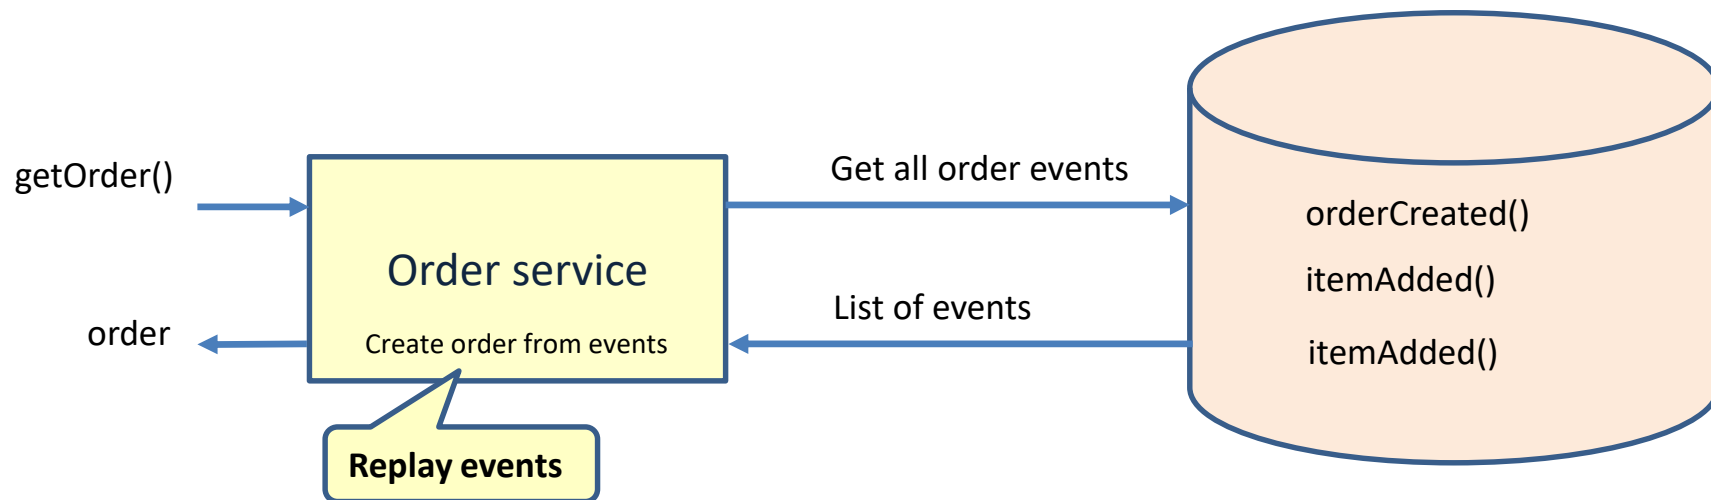 getOrder()
Get all order events
orderCreated()
Order service
itemAdded()
List of events
order
Create order from events
itemAdded()
Replay events